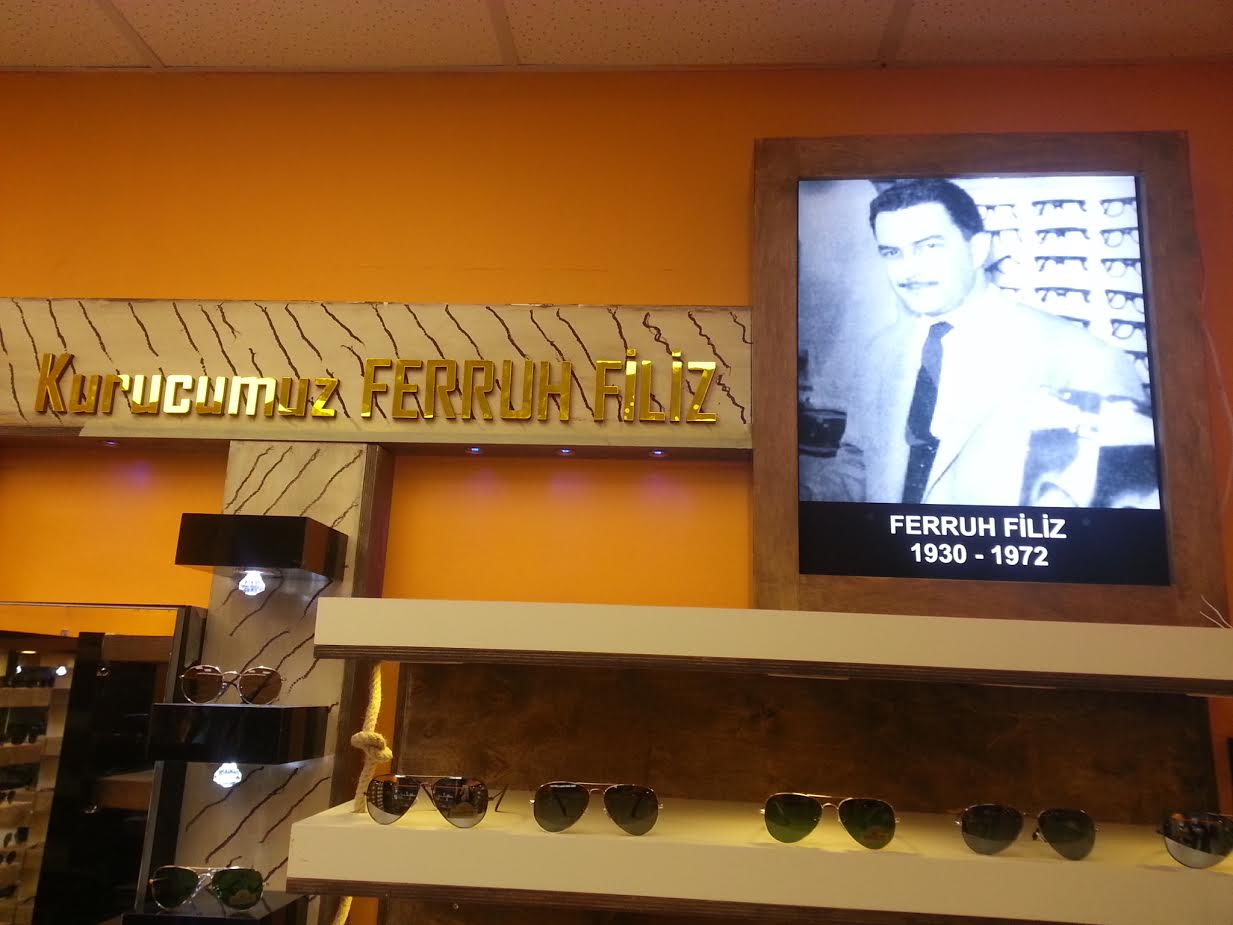 Kurucumuz FERRUH FİLİZ
FERRUH FİLİZ
1930 - 1972